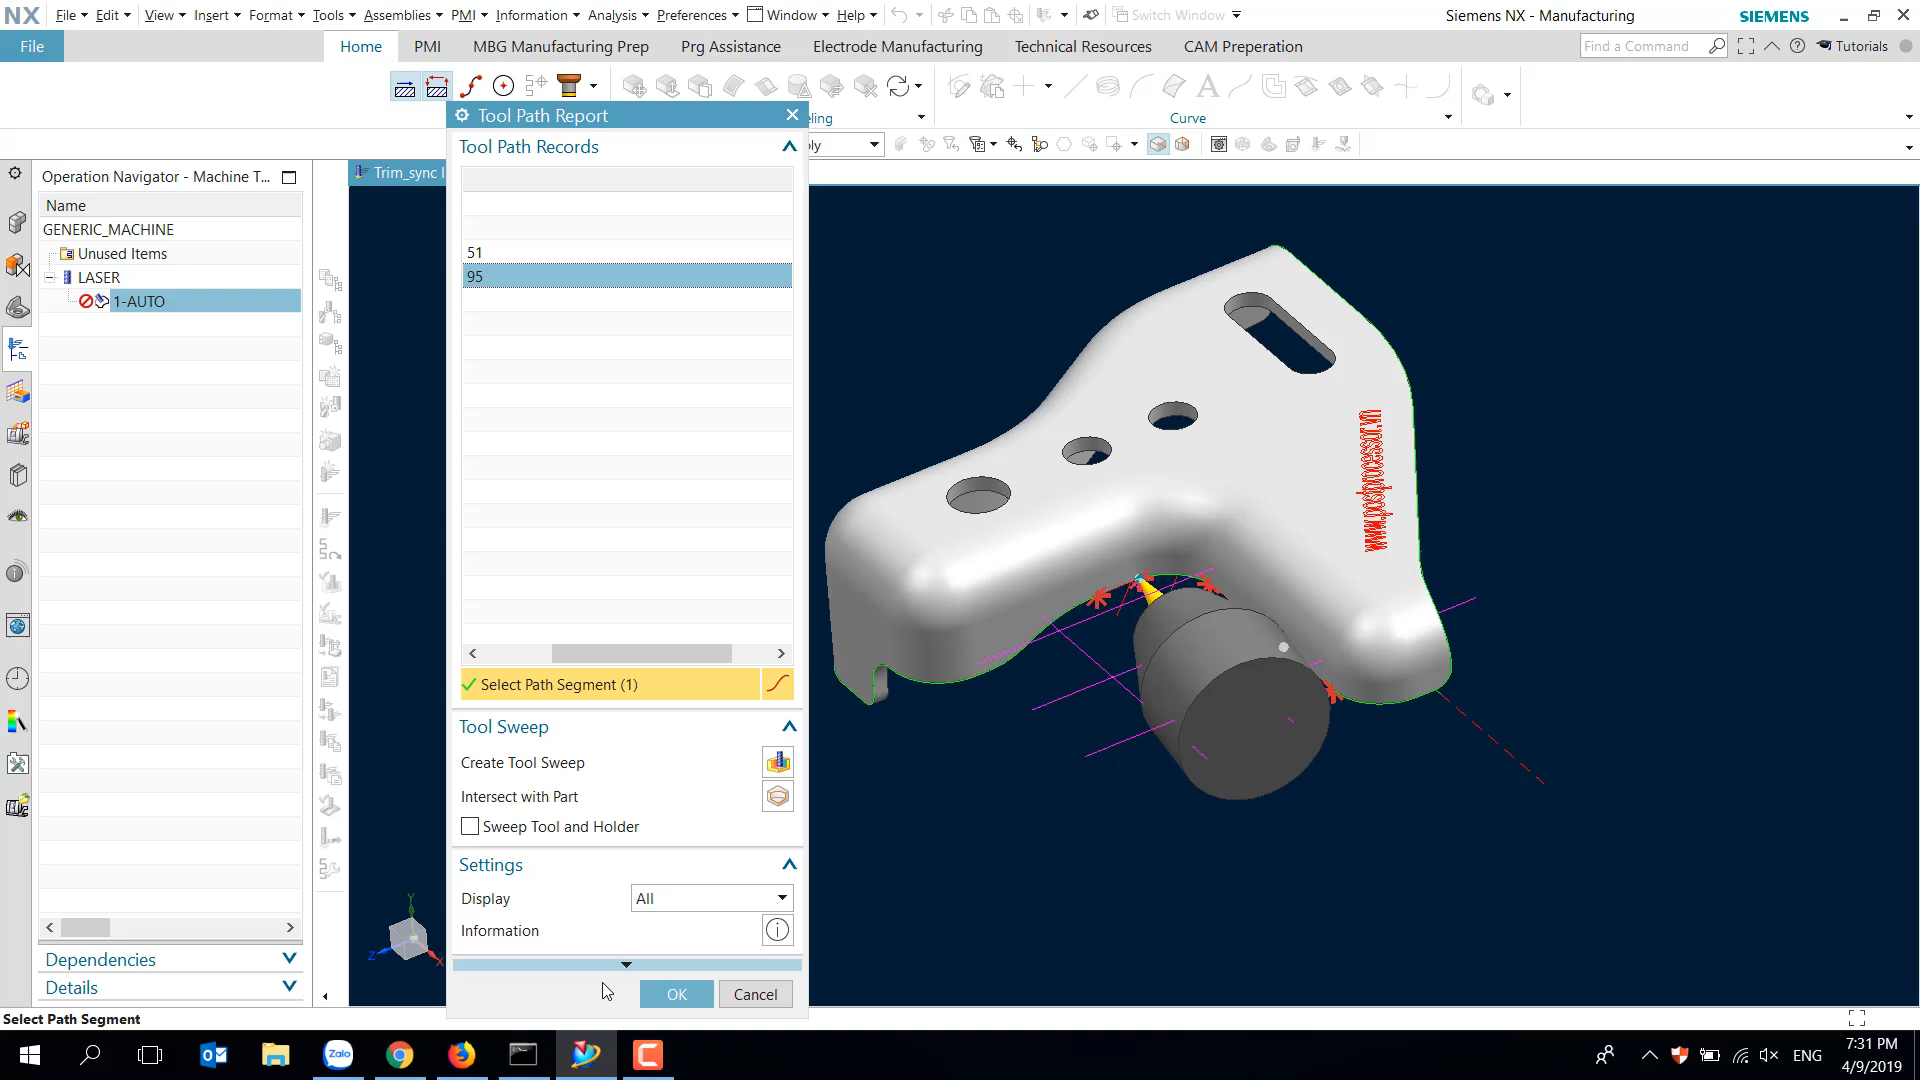 NX File Edit View Insert Format Tools Assemblies PMI Information Analysis Preferences Window Help Switch Window Siemens NX - Manufacturing SIEMENS
File Home PMI MBG Manufacturing Prep Prg Assistance Electrode Manufacturing Technical Resources CAM Preperation Find a Command Tutorials
Tool Path Report
Curve
Tool Path Records
Operation Navigator - Machine T...
Trim_sync
Name
GENERIC_MACHINE
Unused Items
LASER
1-AUTO
51
95
Select Path Segment (1)
Tool Sweep
Create Tool Sweep
Intersect with Part
Sweep Tool and Holder
Settings
Display All
Information
OK Cancel
Dependencies
Details
Y
Z
X
Select Path Segment
Zalo
ENG
7:31 PM
4/9/2019